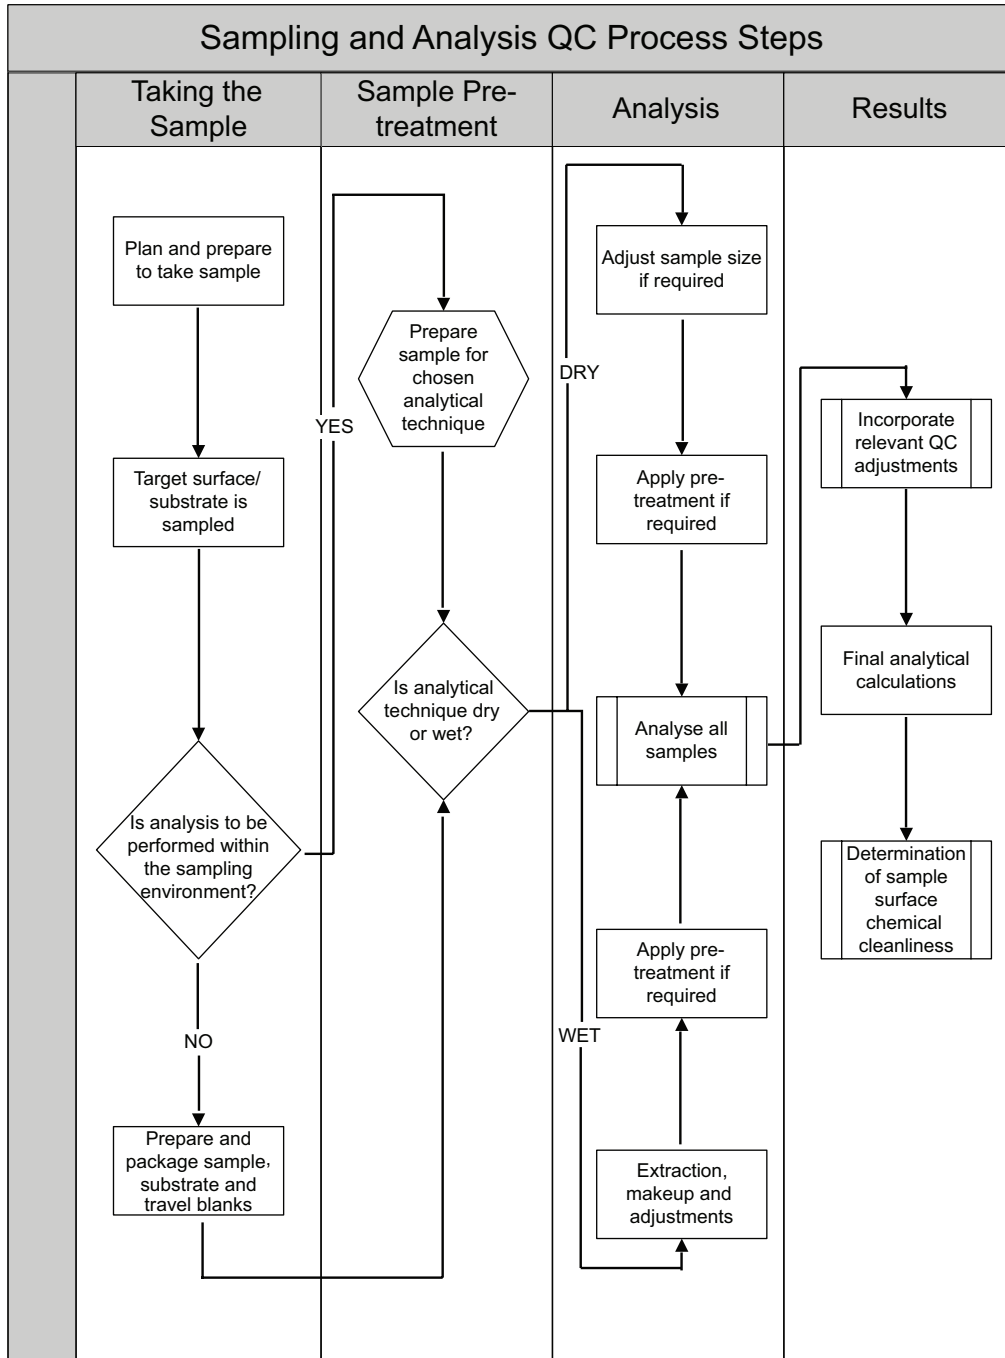 Sampling and Analysis QC Process Steps
Taking the
Sample
Sample Pre-
treatment
Analysis
Results
Plan and prepare
to take sample
Target surface/
substrate is
sampled
Is analysis to be
performed within
the sampling
environment?
YES
NO
Prepare and
package sample,
substrate and
travel blanks
Prepare
sample for
chosen
analytical
technique
Is analytical
technique dry
or wet?
DRY
WET
Adjust sample size
if required
Apply pre-
treatment if
required
Analyse all
samples
Apply pre-
treatment if
required
Extraction,
makeup and
adjustments
Incorporate
relevant QC
adjustments
Final analytical
calculations
Determination
of sample
surface
chemical
cleanliness